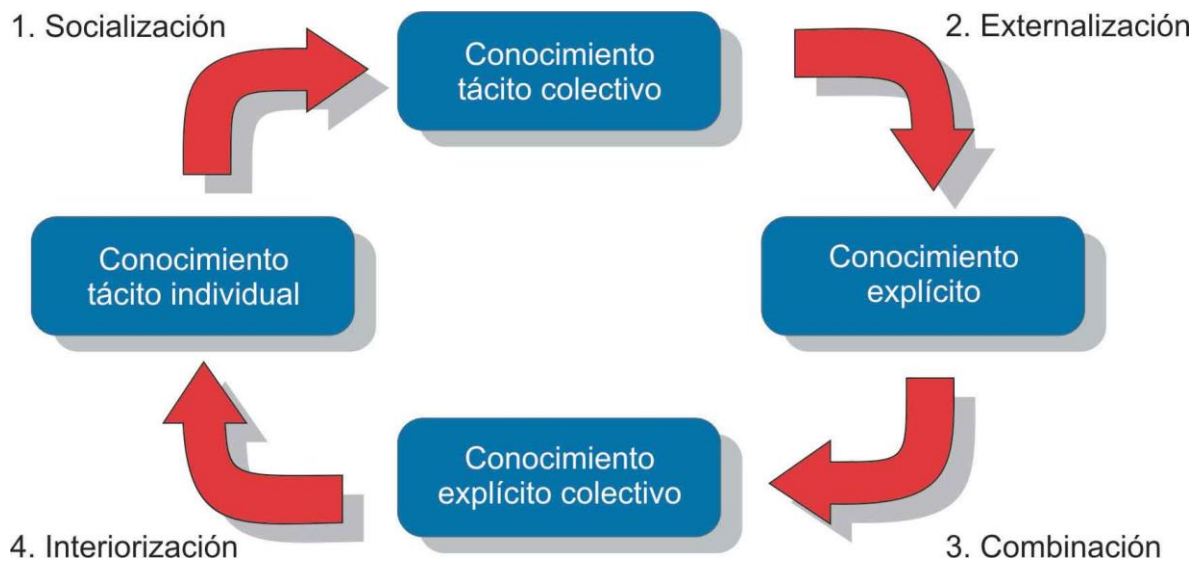 1. Socialización
Conocimiento
tácito colectivo
2. Externalización
Conocimiento
tácito individual
Conocimiento
explícito
Conocimiento
explícito colectivo
4. Interiorización
3. Combinación